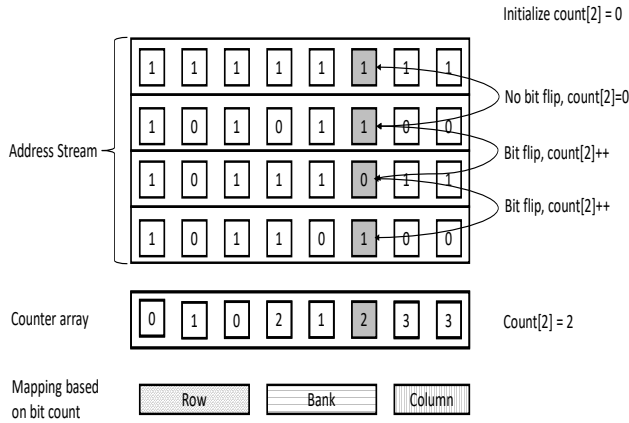 Initialize count[2] = 0
1 1 1 1 1 1 1 1
No bit flip, count[2]=0
1 0 1 0 1 1 0 0
Address Stream
Bit flip, count[2]++
1 0 1 1 1 0 1 1
Bit flip, count[2]++
1 0 1 1 0 1 0 0
Counter array
0 1 0 2 1 2 3 3
Count[2] = 2
Mapping based
on bit count
Row
Bank
Column